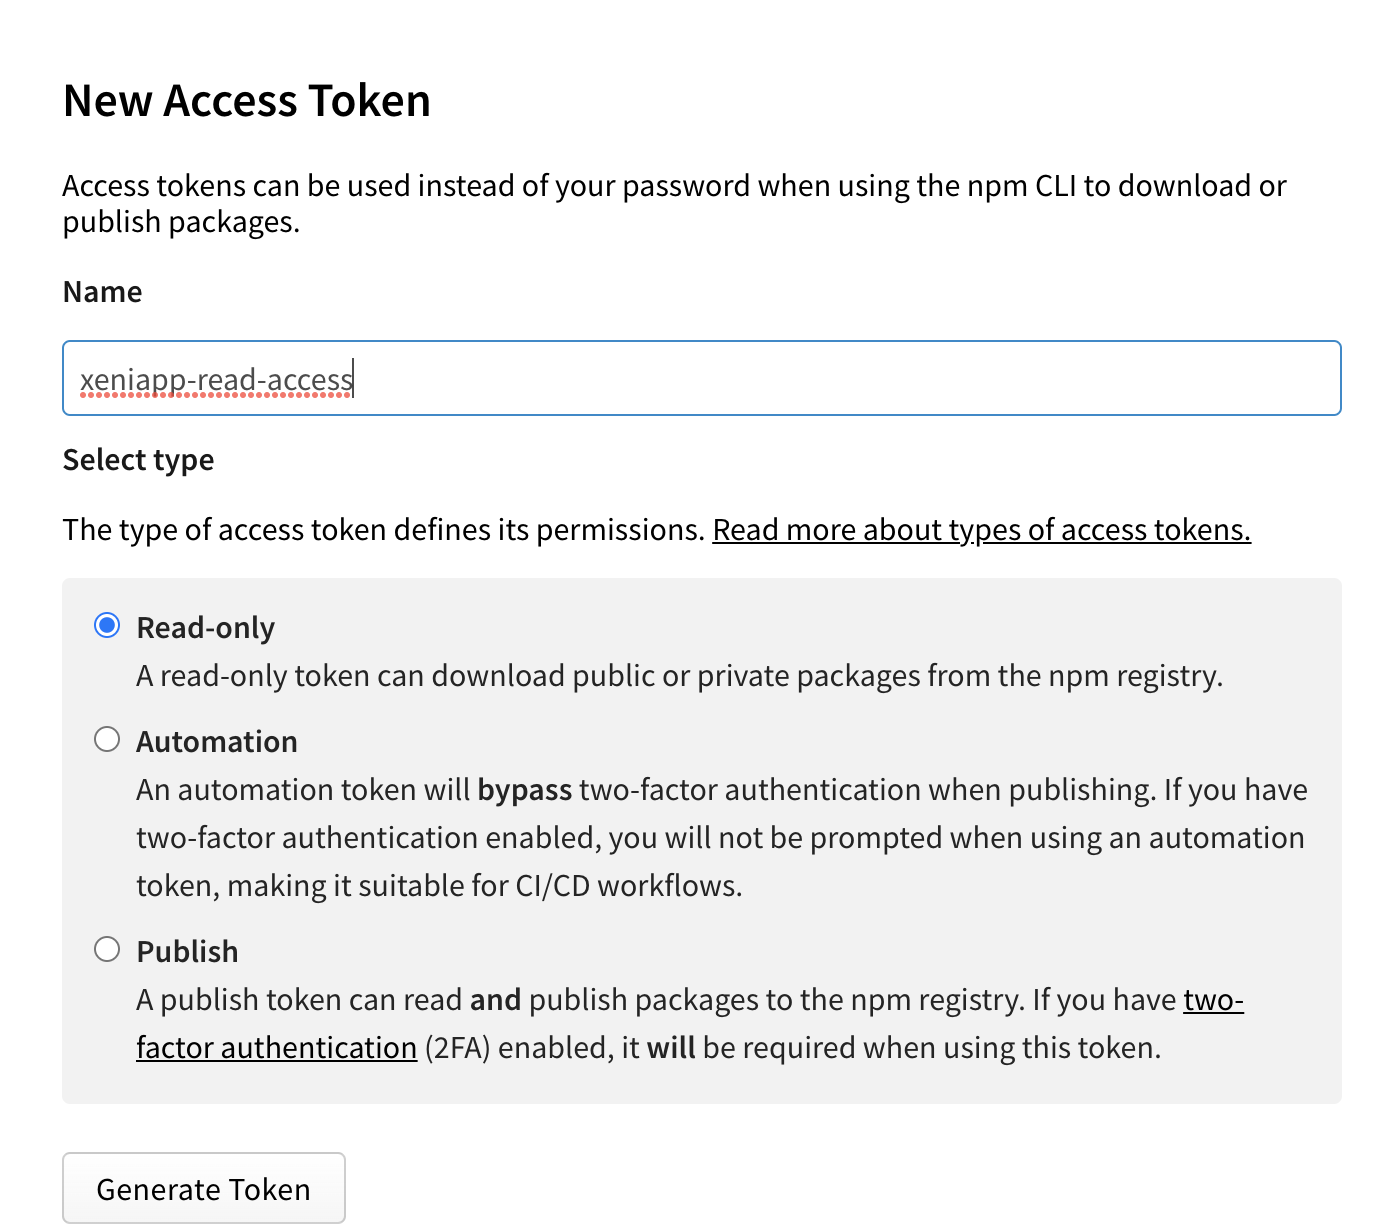 New Access Token
Access tokens can be used instead of your password when using the npm CLI to download or
publish packages.
Name
xeniapp-read-access
Select type
The type of access token defines its permissions. Read more about types of access tokens.
Read-only
A read-only token can download public or private packages from the npm registry.
Automation
An automation token will bypass two-factor authentication when publishing. If you have
two-factor authentication enabled, you will not be prompted when using an automation
token, making it suitable for CI/CD workflows.
Publish
A publish token can read and publish packages to the npm registry. If you have two-
factor authentication (2FA) enabled, it will be required when using this token.
Generate Token